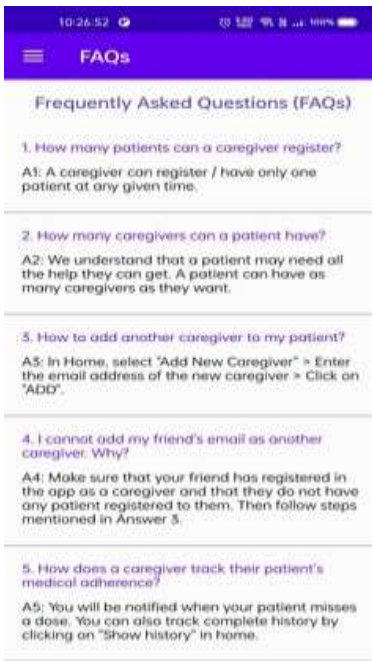 10:26:52
100%
FAQs
Frequently Asked Questions (FAQs)
1. How many patients can a caregiver register?
A1: A caregiver can register / have only one
patient at any given time.
2. How many caregivers can a patient have?
A2: We understand that a patient may need all
the help they can get. A patient can have as
many caregivers as they want.
3. How to add another caregiver to my patient?
A3: In Home, select "Add New Caregiver" > Enter
the email address of the new caregiver > Click on
"ADD".
4. I cannot add my friend's email as another
caregiver. Why?
A4: Make sure that your friend has registered in
the app as a caregiver and that they do not have
any patient registered to them. Then follow steps
mentioned in Answer 3.
5. How does a caregiver track their patient's
medical adherence?
A5: You will be notified when your patient misses
a dose. You can also track complete history by
clicking on "Show history" in home.